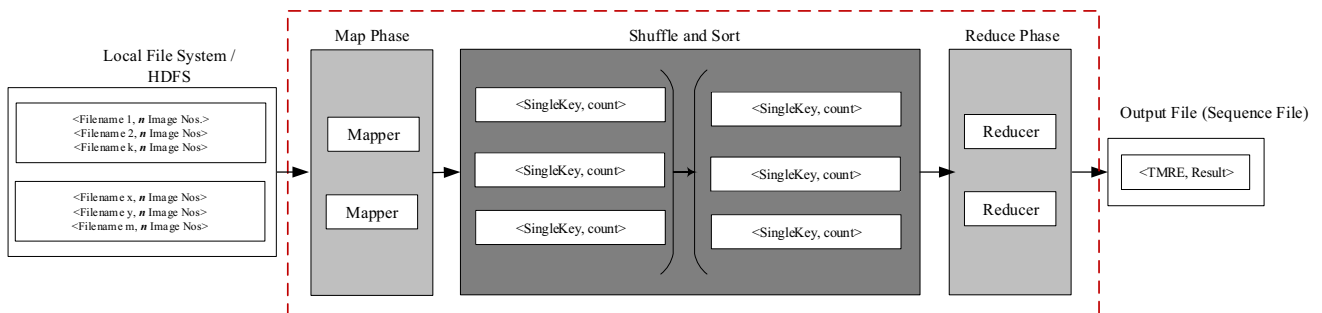 Local File System /
HDFS
<Filename 1, n Image Nos.>
<Filename 2, n Image Nos>
<Filename k, n Image Nos>
<Filename x, n Image Nos>
<Filename y, n Image Nos>
<Filename m, n Image Nos>
Map Phase
Mapper
Mapper
Shuffle and Sort
<SingleKey, count>
<SingleKey, count>
<SingleKey, count>
<SingleKey, count>
<SingleKey, count>
<SingleKey, count>
Reduce Phase
Reducer
Reducer
Output File (Sequence File)
<TMRE, Result>